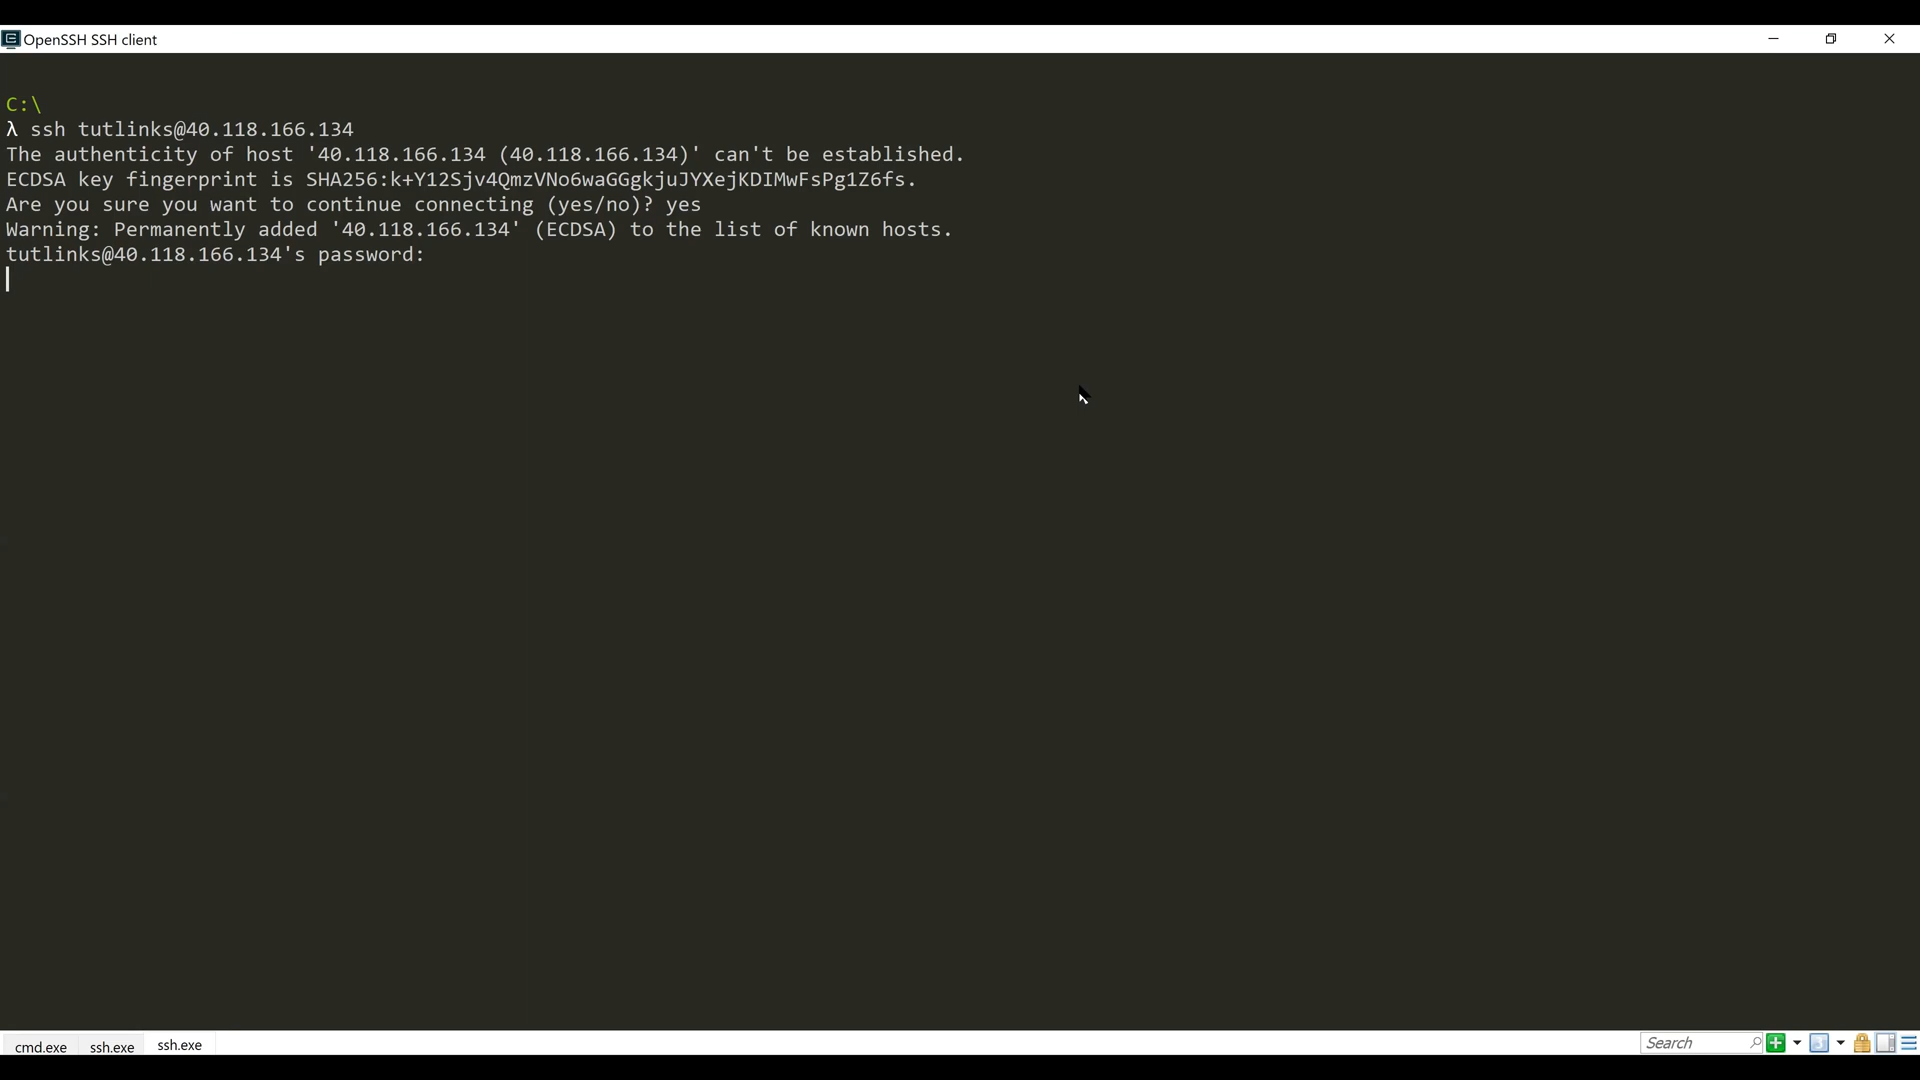 OpenSSH SSH client
C:\
λ ssh tutlinks@40.118.166.134
The authenticity of host '40.118.166.134 (40.118.166.134)' can't be established.
ECDSA key fingerprint is SHA256:k+Y12Sjv4QmzVNo6waGGgkjuJYXejKDIMwFsPg1Z6fs.
Are you sure you want to continue connecting (yes/no)? yes
Warning: Permanently added '40.118.166.134' (ECDSA) to the list of known hosts.
tutlinks@40.118.166.134's password:
cmd.exe ssh.exe ssh.exe Search 3